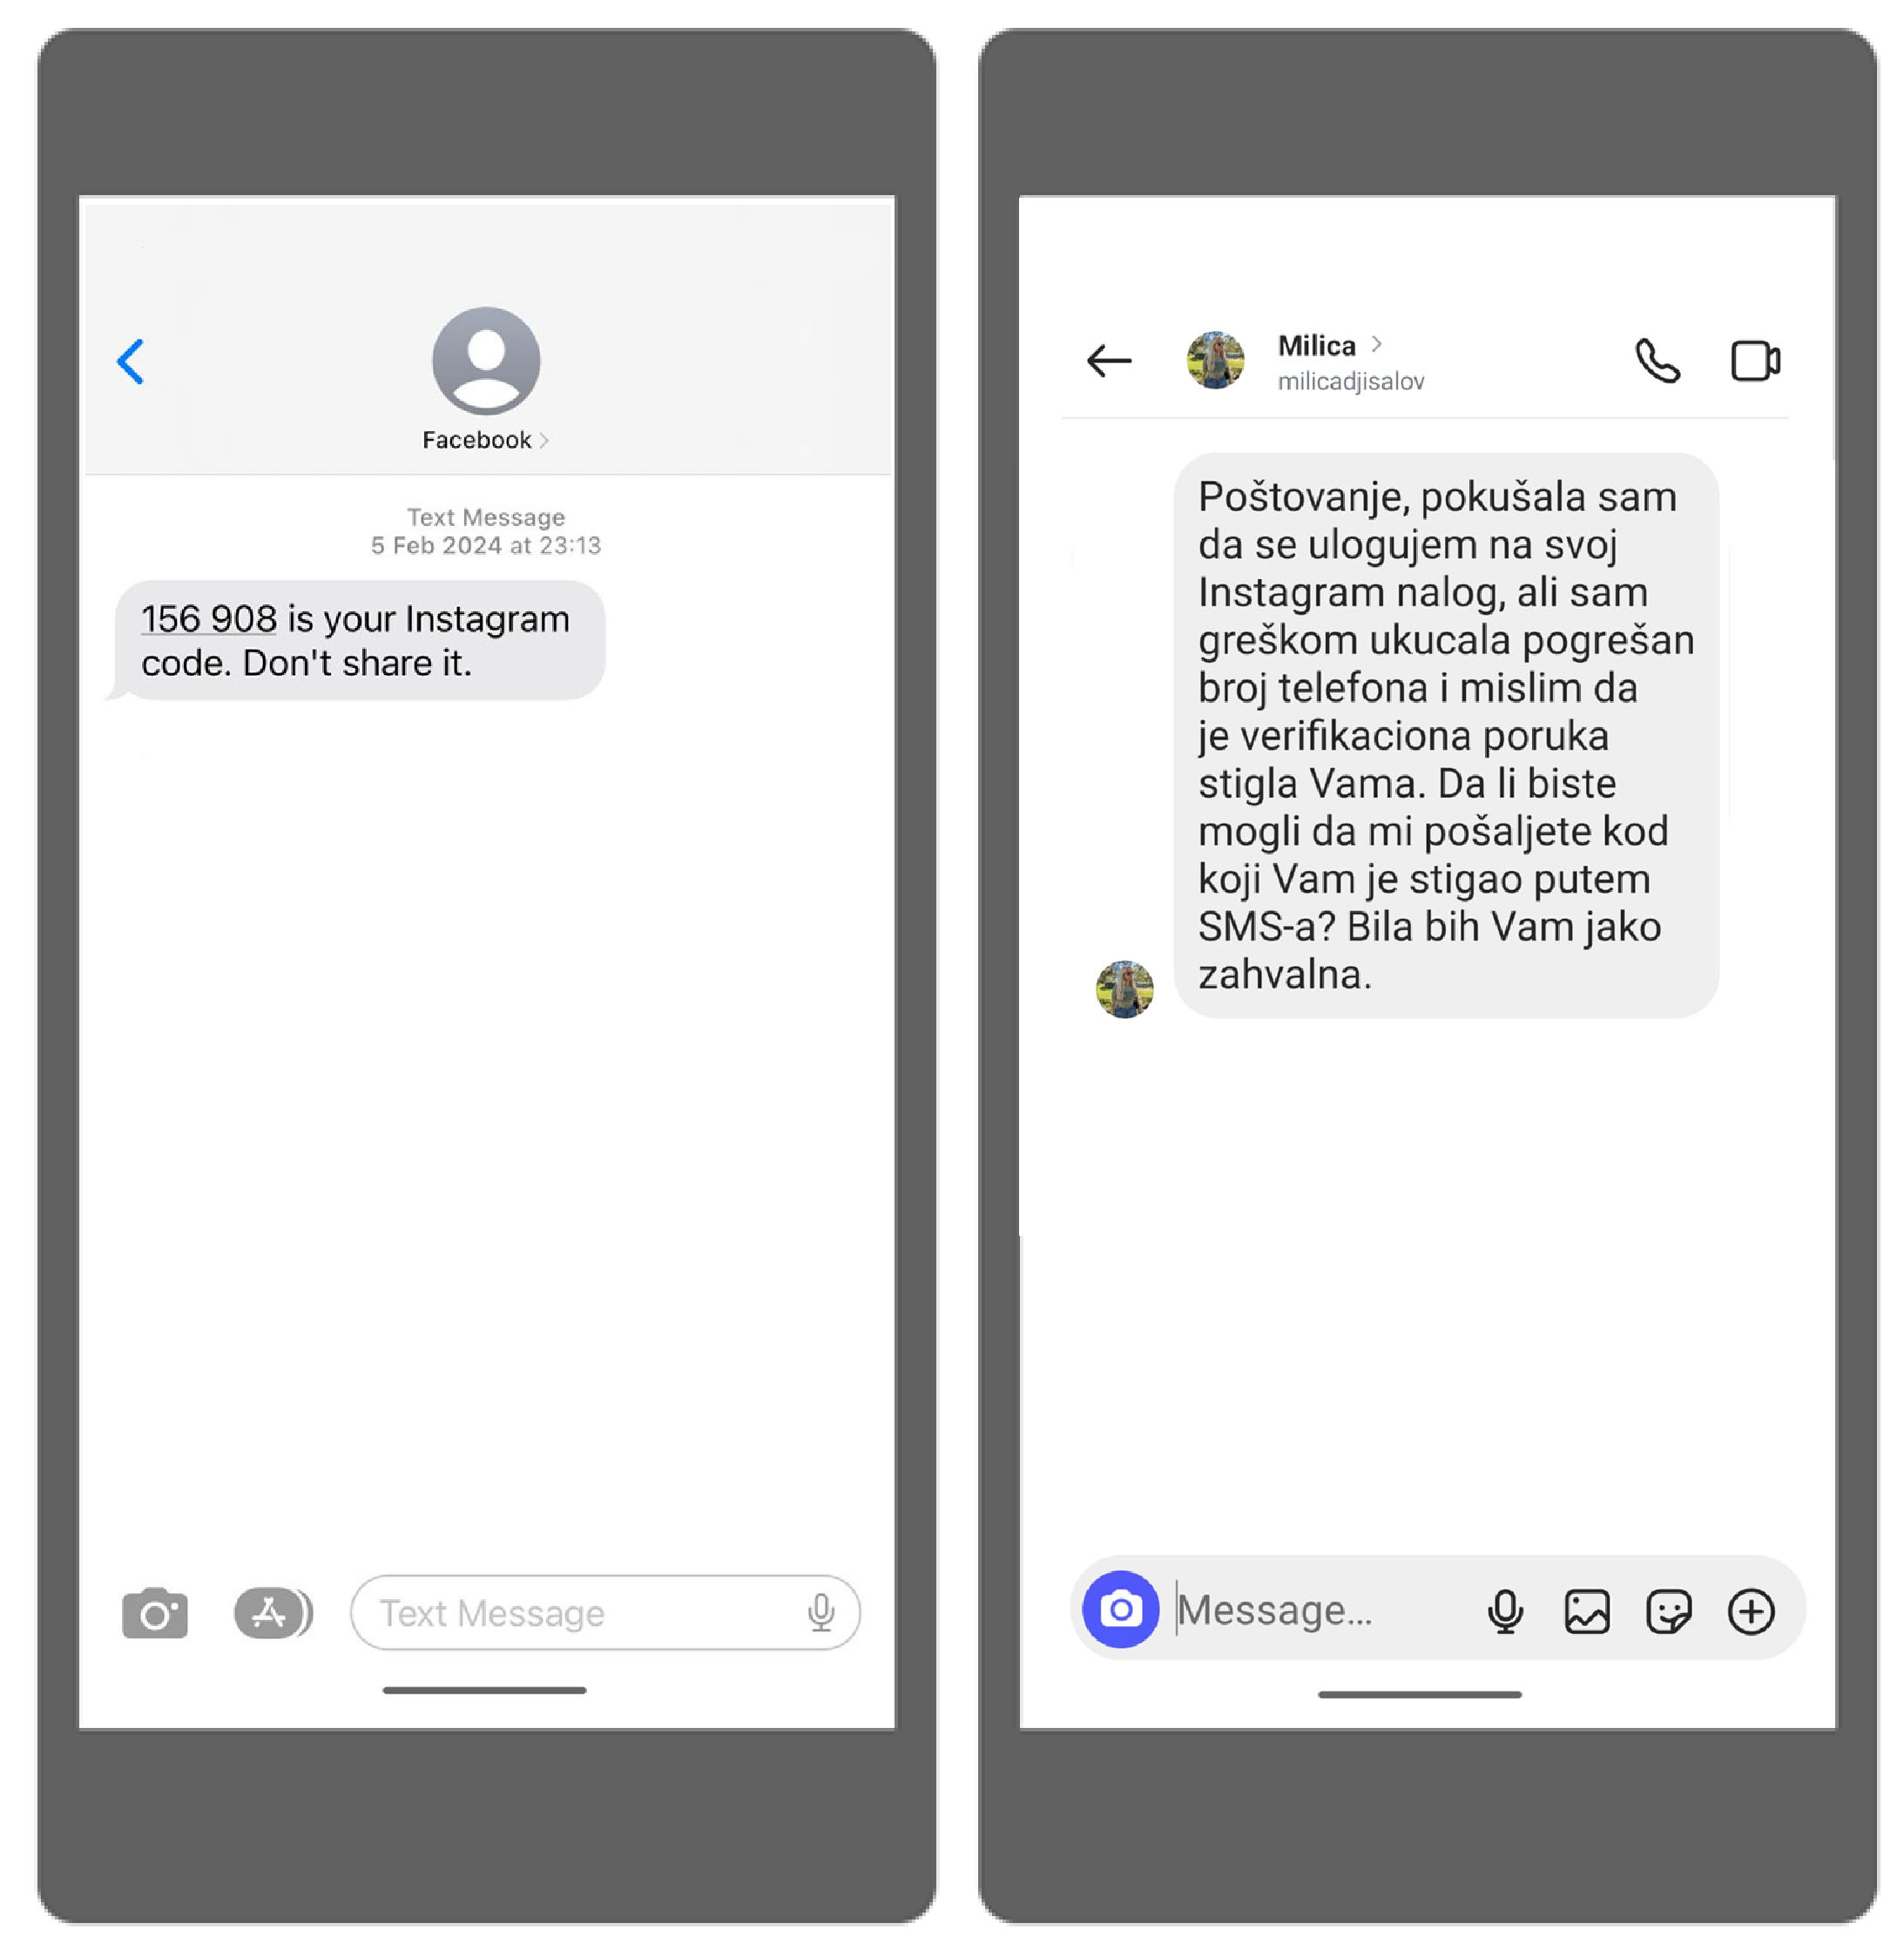 Facebook
Text Message
5 Feb 2024 at 23:13
156 908 is your Instagram
code. Don't share it.
Text Message
Milica
milicadjisalov
Poštovanje, pokušala sam
da se ulogujem na svoj
Instagram nalog, ali sam
greškom ukucala pogrešan
broj telefona i mislim da
je verifikaciona poruka
stigla Vama. Da li biste
mogli da mi pošaljete kod
koji Vam je stigao putem
SMS-a? Bila bih Vam jako
zahvalna.
Message...